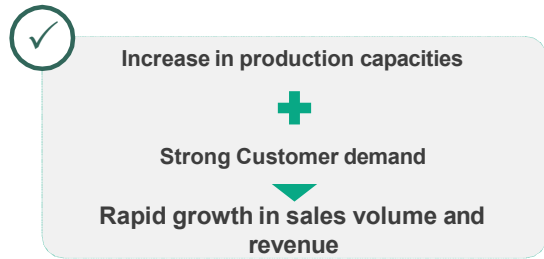 Increase in production capacities
Strong Customer demand
Rapid growth in sales volume and
revenue